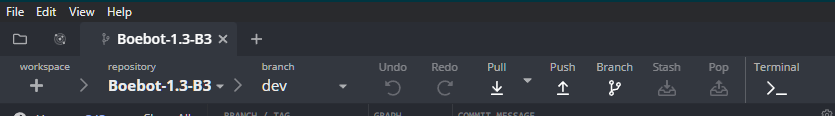 File Edit View Help
Boebot-1.3-B3
workspace repository branch Undo Redo Pull Push Branch Stash Pop Terminal
Boebot-1.3-B3 dev
BRANCH / TAG GRAPH COMMIT MESSAGE